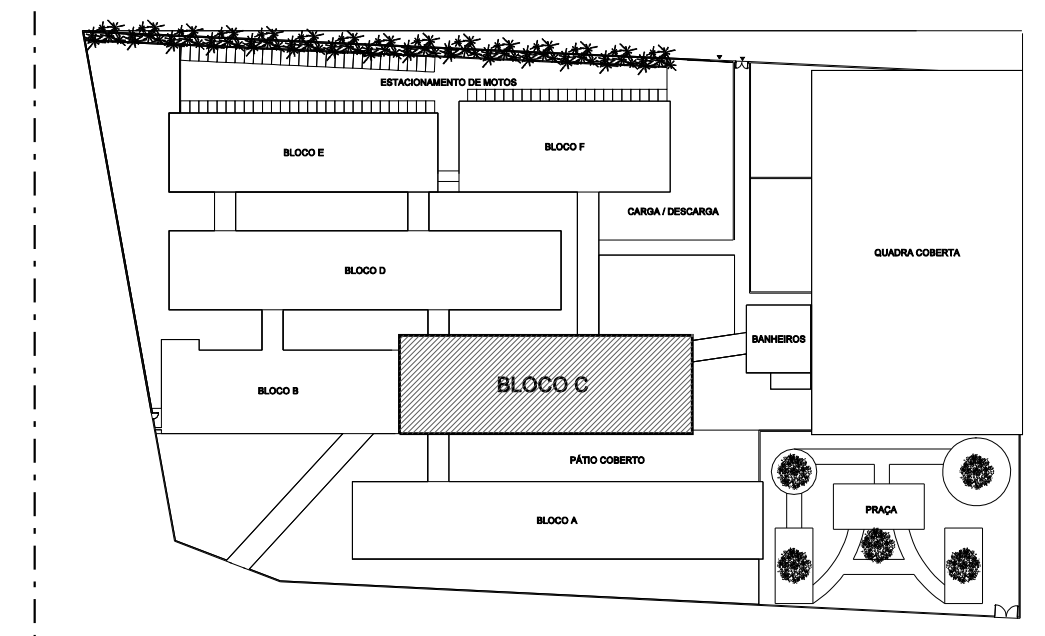 ESTACIONAMENTO DE MOTOS
BLOCO E
BLOCO F
CARGA / DESCARGA
QUADRA COBERTA
BLOCO D
BANHEIROS
BLOCO B
BLOCO C
PÁTIO COBERTO
PRAÇA
BLOCO A